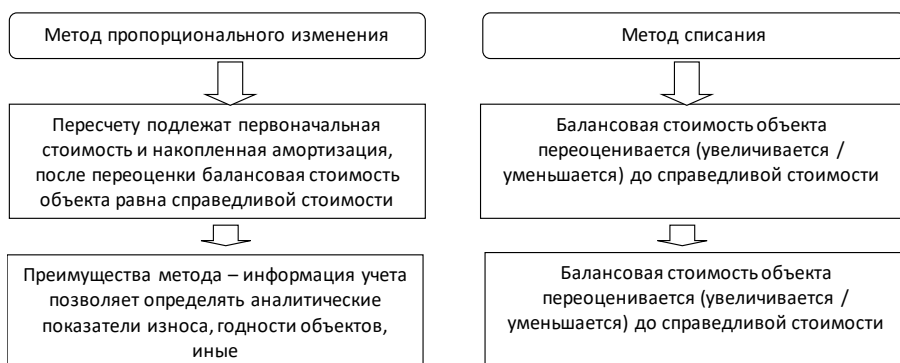 Метод пропорционального изменения
Пересчету подлежат первоначальная
стоимость и накопленная амортизация,
после переоценки балансовая стоимость
объекта равна справедливой стоимости
Преимущества метода – информация учета
позволяет определять аналитические
показатели износа, годности объектов,
иные
Метод списания
Балансовая стоимость объекта
переоценивается (увеличивается /
уменьшается) до справедливой стоимости
Балансовая стоимость объекта
переоценивается (увеличивается /
уменьшается) до справедливой стоимости